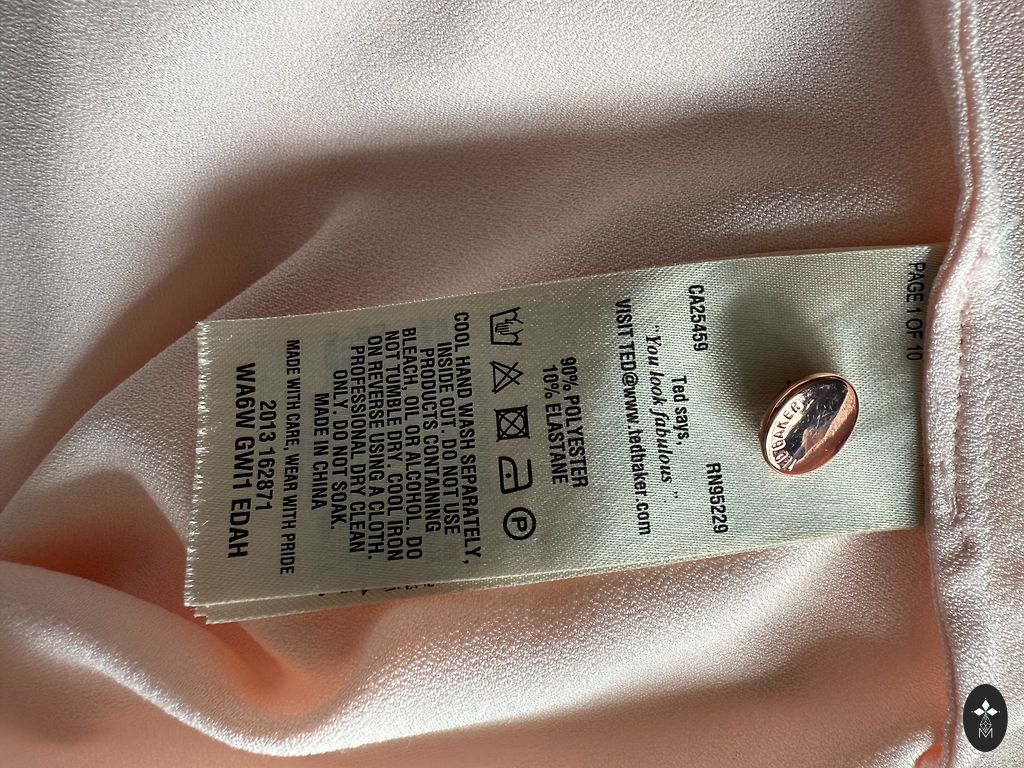 PAGE 1 OF 10
BAKER
CA25459 RN95229
Ted says,
"You look fabulous".
VISIT TED@www.tedbaker.com
90% POLYESTER
10% ELASTANE
P
COOL HAND WASH SEPARATELY,
INSIDE OUT. DO NOT USE
PRODUCTS CONTAINING
BLEACH, OIL OR ALCOHOL. DO
NOT TUMBLE DRY. COOL IRON
ON REVERSE USING A CLOTH.
PROFESSIONAL DRY CLEAN
ONLY. DO NOT SOAK.
MADE IN CHINA
MADE WITH CARE, WEAR WITH PRIDE
2013 162871
WA6W GW11 EDAH
M